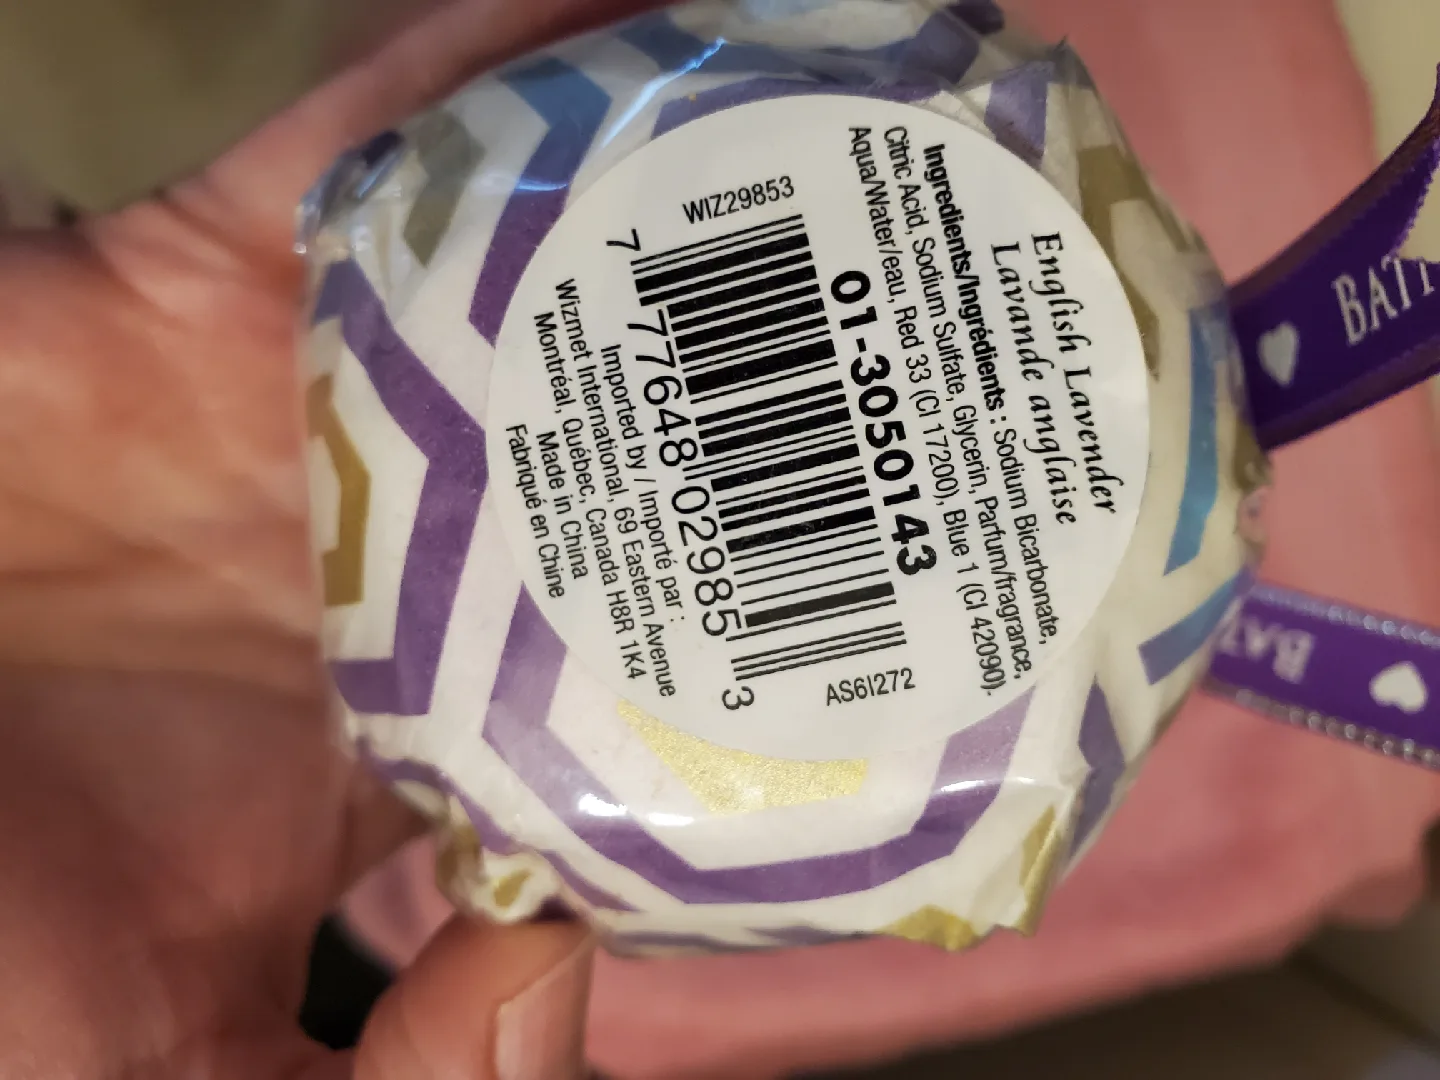 English Lavender
Lavande anglaise
Ingredients/Ingrédients : Sodium Bicarbonate,
Citric Acid, Sodium Sulfate, Glycerin, Parfum/fragrance,
Aqua/Water/eau, Red 33 (CI 17200), Blue 1 (CI 42090).
01-3050143
WIZ29853
AS6I272
7 77648 02985 3
Imported by / Importé par :
Wizmet International, 69 Eastern Avenue
Montréal, Québec, Canada H8R 1K4
Made in China
Fabriqué en Chine